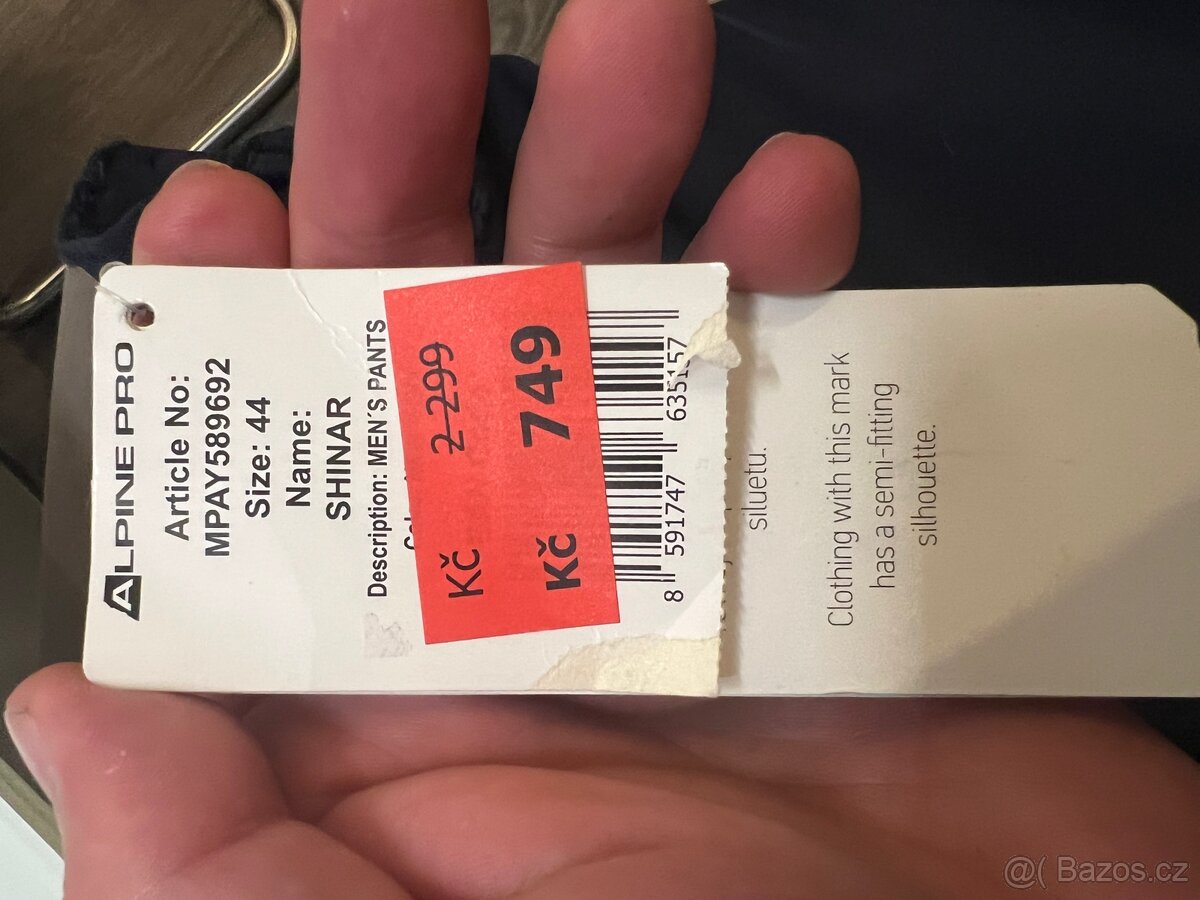 ALPINE PRO
Article No:
MPAY589692
Size: 44
Name:
SHINAR
Description: MEN´S PANTS
Kč 2 299
Kč 749
8 591747 635157
siluetu.
Clothing with this mark
has a semi-fitting
silhouette.
@( Bazos.cz